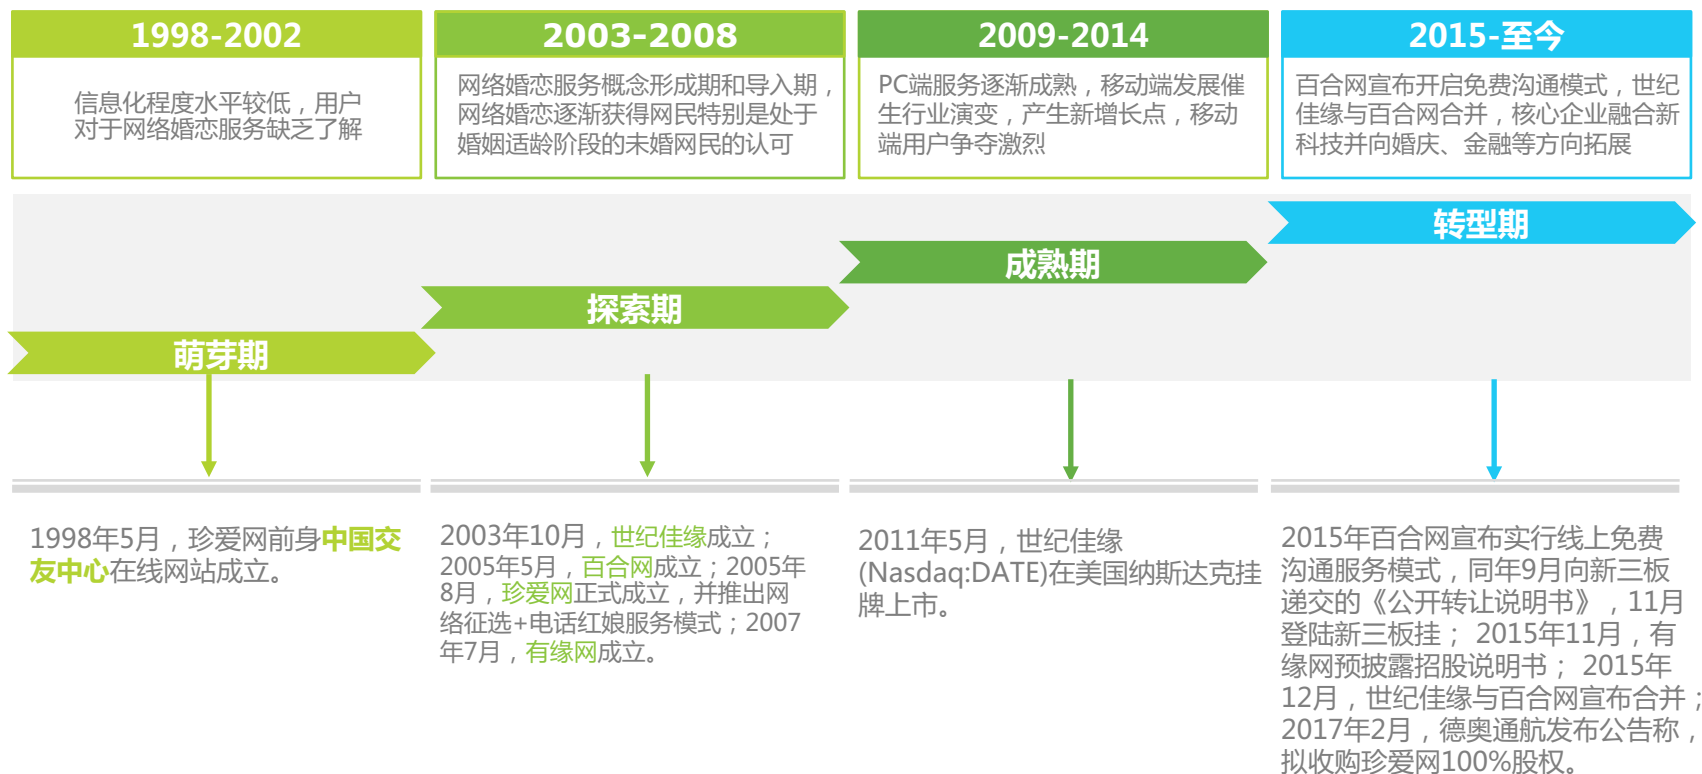 1998-2002
信息化程度水平较低，用户
对于网络婚恋服务缺乏了解
2003-2008
网络婚恋服务概念形成期和导入期，
网络婚恋逐渐获得网民特别是处于
婚姻适龄阶段的未婚网民的认可
2009-2014
PC端服务逐渐成熟，移动端发展催
生行业演变，产生新增长点，移动
端用户争夺激烈
2015-至今
百合网宣布开启免费沟通模式，世纪
佳缘与百合网合并，核心企业融合新
科技并向婚庆、金融等方向拓展
转型期
成熟期
探索期
萌芽期
1998年5月，珍爱网前身中国交
友中心在线网站成立。
2003年10月，世纪佳缘成立；
2005年5月，百合网成立；2005年
8月，珍爱网正式成立，并推出网
络征选+电话红娘服务模式；2007
年7月，有缘网成立。
2011年5月，世纪佳缘
(Nasdaq:DATE)在美国纳斯达克挂
牌上市。
2015年百合网宣布实行线上免费
沟通服务模式，同年9月向新三板
递交的《公开转让说明书》，11月
登陆新三板挂； 2015年11月，有
缘网预披露招股说明书； 2015年
12月，世纪佳缘与百合网宣布合并；
2017年2月，德奥通航发布公告称，
拟收购珍爱网100%股权。